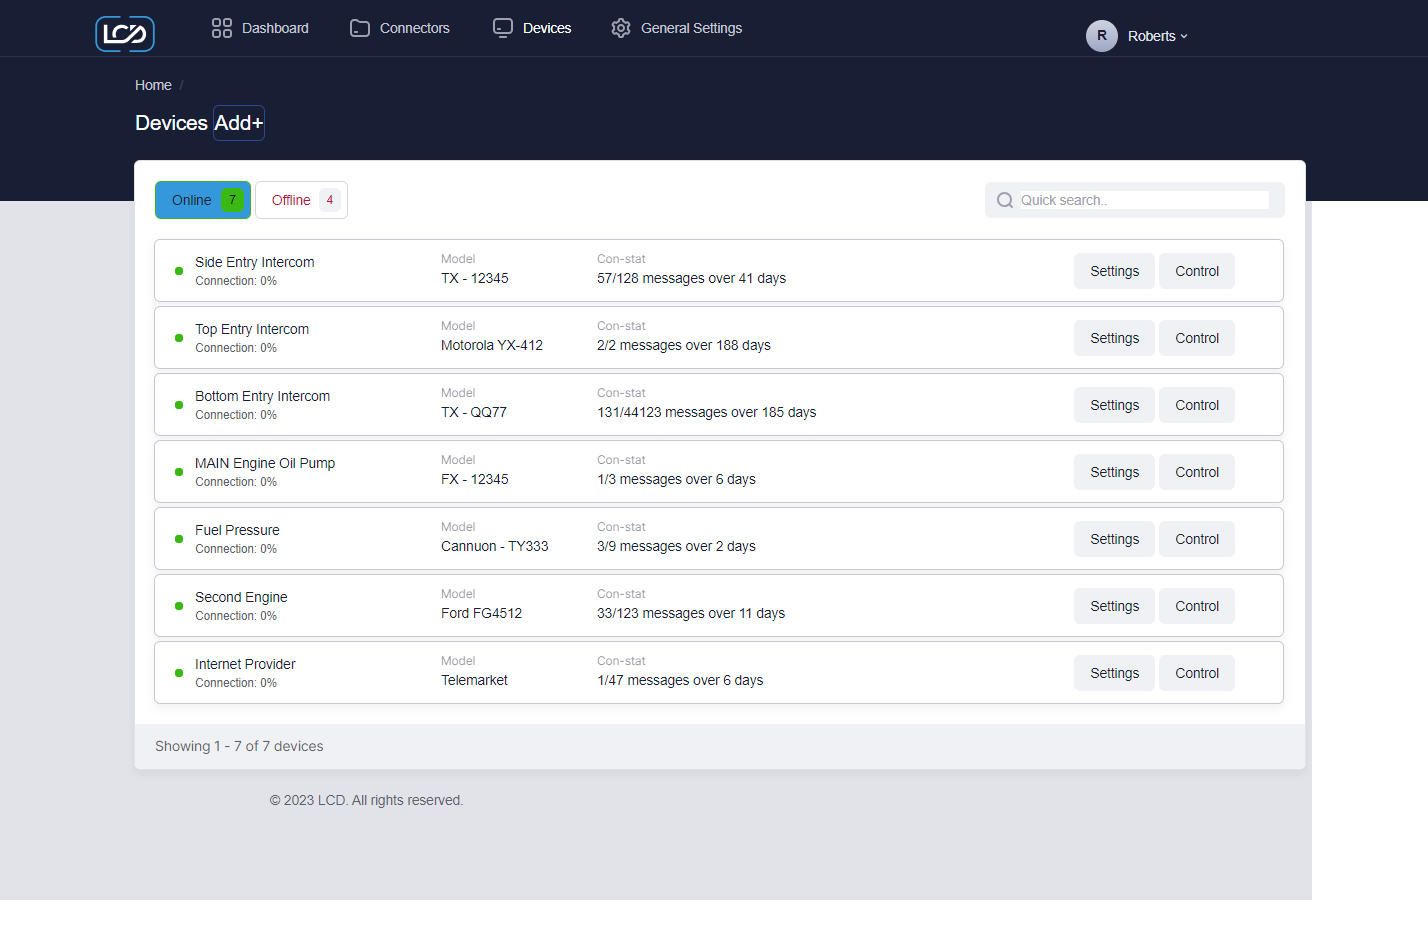 LCD
Dashboard
Connectors
Devices
General Settings
R
Roberts
Home /
Devices Add+
Online 7
Offline 4
Quick search..
Side Entry Intercom
Connection: 0%
Model
TX - 12345
Con-stat
57/128 messages over 41 days
Settings
Control
Top Entry Intercom
Connection: 0%
Model
Motorola YX-412
Con-stat
2/2 messages over 188 days
Settings
Control
Bottom Entry Intercom
Connection: 0%
Model
TX - QQ77
Con-stat
131/44123 messages over 185 days
Settings
Control
MAIN Engine Oil Pump
Connection: 0%
Model
FX - 12345
Con-stat
1/3 messages over 6 days
Settings
Control
Fuel Pressure
Connection: 0%
Model
Cannuon - TY333
Con-stat
3/9 messages over 2 days
Settings
Control
Second Engine
Connection: 0%
Model
Ford FG4512
Con-stat
33/123 messages over 11 days
Settings
Control
Internet Provider
Connection: 0%
Model
Telemarket
Con-stat
1/47 messages over 6 days
Settings
Control
Showing 1 - 7 of 7 devices
© 2023 LCD. All rights reserved.